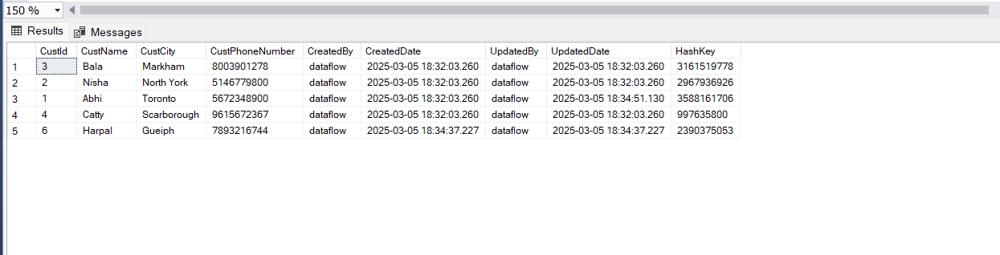 150 %
Results Messages
CustId CustName CustCity CustPhoneNumber CreatedBy CreatedDate UpdatedBy UpdatedDate HashKey
1 3 Bala Markham 8003901278 dataflow 2025-03-05 18:32:03.260 dataflow 2025-03-05 18:32:03.260 3161519778
2 2 Nisha North York 5146779800 dataflow 2025-03-05 18:32:03.260 dataflow 2025-03-05 18:32:03.260 2967936926
3 1 Abhi Toronto 5672348900 dataflow 2025-03-05 18:32:03.260 dataflow 2025-03-05 18:34:51.130 3588161706
4 4 Catty Scarborough 9615672367 dataflow 2025-03-05 18:32:03.260 dataflow 2025-03-05 18:32:03.260 997635800
5 6 Harpal Gueiph 7893216744 dataflow 2025-03-05 18:34:37.227 dataflow 2025-03-05 18:34:37.227 2390375053